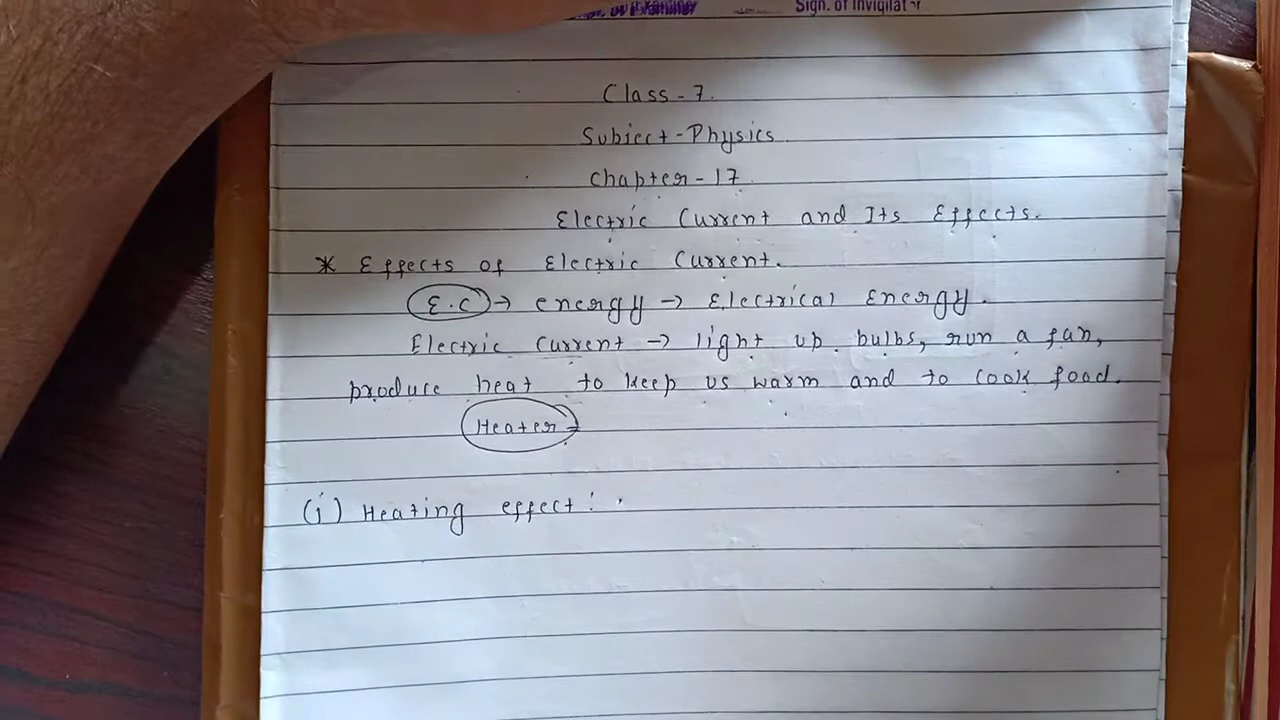 Sign. of Invigilator
Class-7.
Subject-Physics.
Chapter-17.
Electric Current and Its Effects.
* Effects of Electric Current.
E.C → energy → Electrical Energy.
Electric current → light up bulbs, run a fan,
produce heat to keep us warm and to cook food.
Heater
(i) Heating effect: